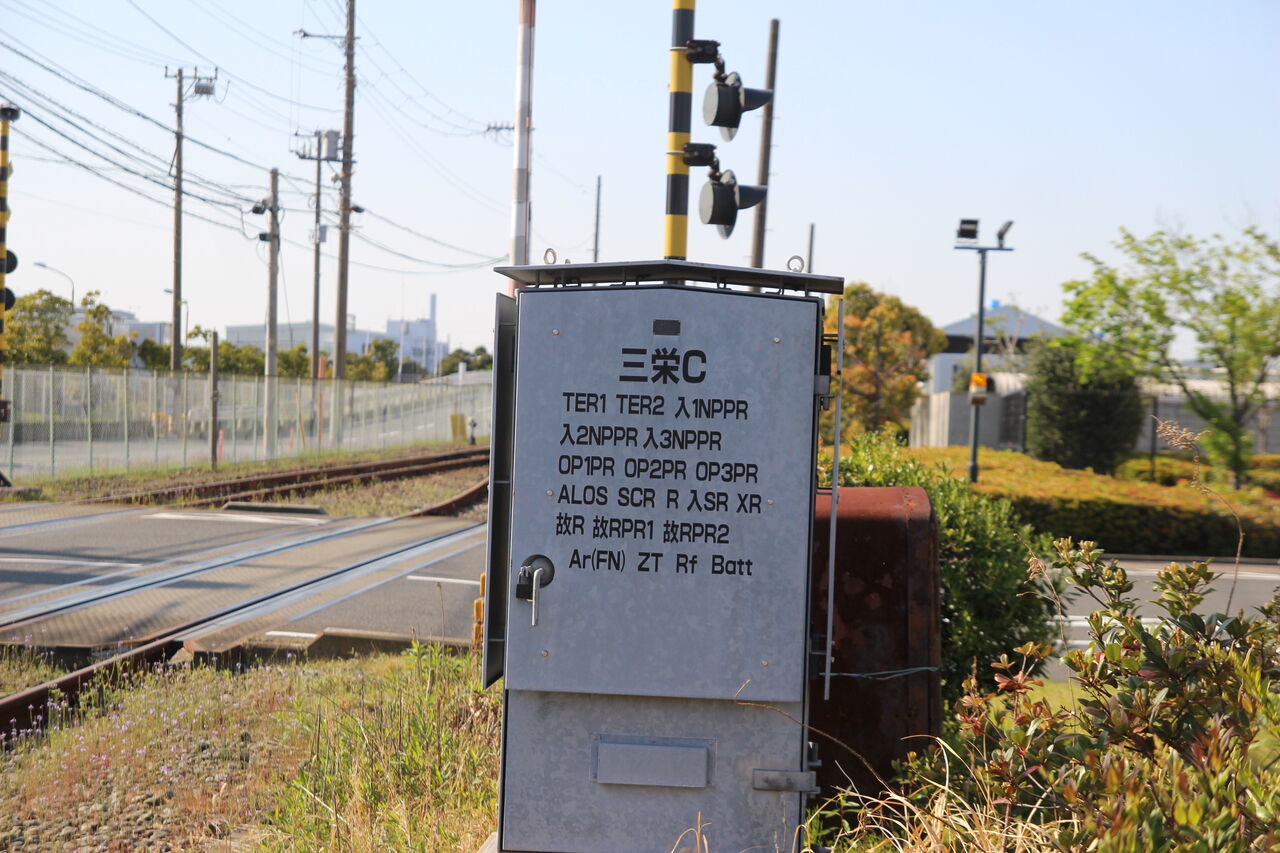 三栄C
TER1 TER2 入1NPPR
入2NPPR 入3NPPR
OP1PR OP2PR OP3PR
ALOS SCR R 入SR XR
故R 故RPR1 故RPR2
Ar(FN) ZT Rf Batt